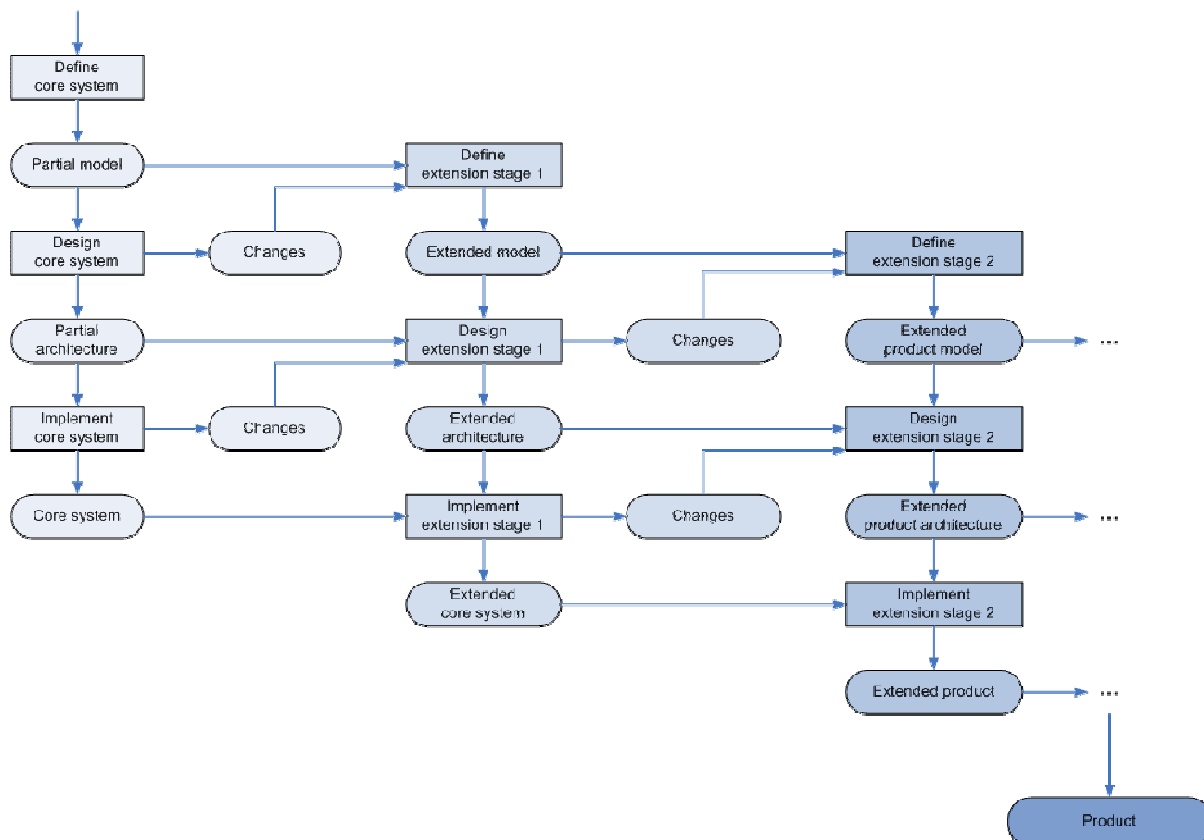 Define
core system
Partial model
Define
extension stage 1
Design
core system
Changes
Extended model
Define
extension stage 2
Partial
architecture
Design
extension stage 1
Changes
Extended
product model
...
Implement
core system
Changes
Extended
architecture
Design
extension stage 2
Core system
Implement
extension stage 1
Changes
Extended
product architecture
...
Extended
core system
Implement
extension stage 2
Extended product
...
Product